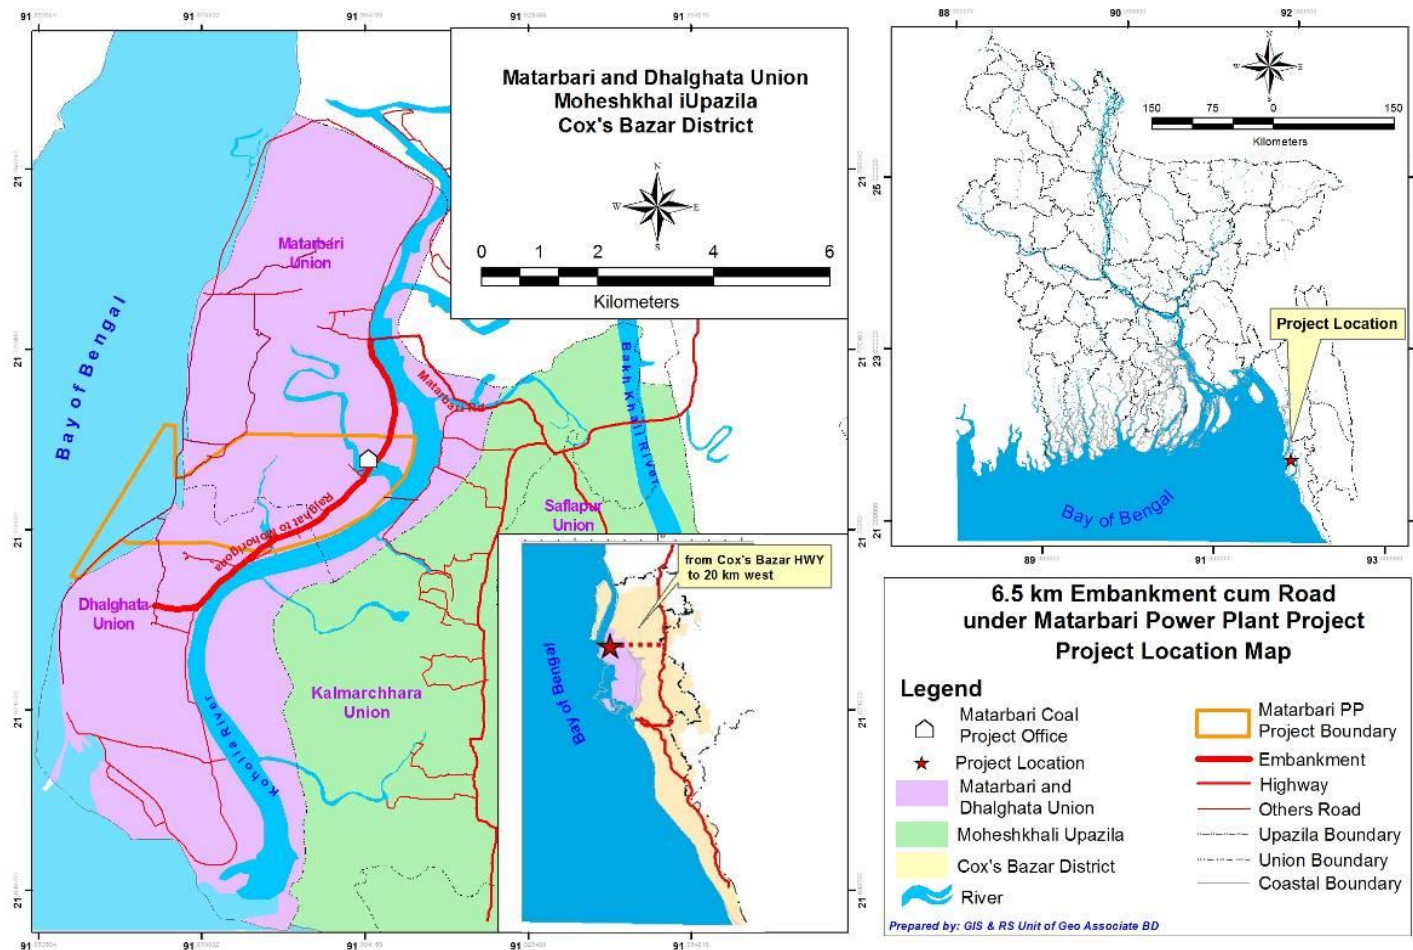 Matarbari and Dhalghata Union
Moheshkhal iUpazila
Cox's Bazar District
N
W
E
S
0 1 2 4 6
Kilometers
Matarbari
Union
Bay of Bengal
Matarbari Rd
Bakh Khali River
Rajghat to Mohorigona
Saflapur
Union
Dhalghata
Union
Kalmarchhara
Union
Koholia River
from Cox's Bazar HWY
to 20 km west
Bay of Bengal
88 90 92
N
W
E
S
150 75 0 150
Kilometers
25
23
21
Project Location
Bay of Bengal
89 91 93
6.5 km Embankment cum Road
under Matarbari Power Plant Project
Project Location Map
Legend
Matarbari Coal
Project Office
Project Location
Matarbari and
Dhalghata Union
Moheshkhali Upazila
Cox's Bazar District
River
Matarbari PP
Project Boundary
Embankment
Highway
Others Road
Upazila Boundary
Union Boundary
Coastal Boundary
Prepared by: GIS & RS Unit of Geo Associate BD